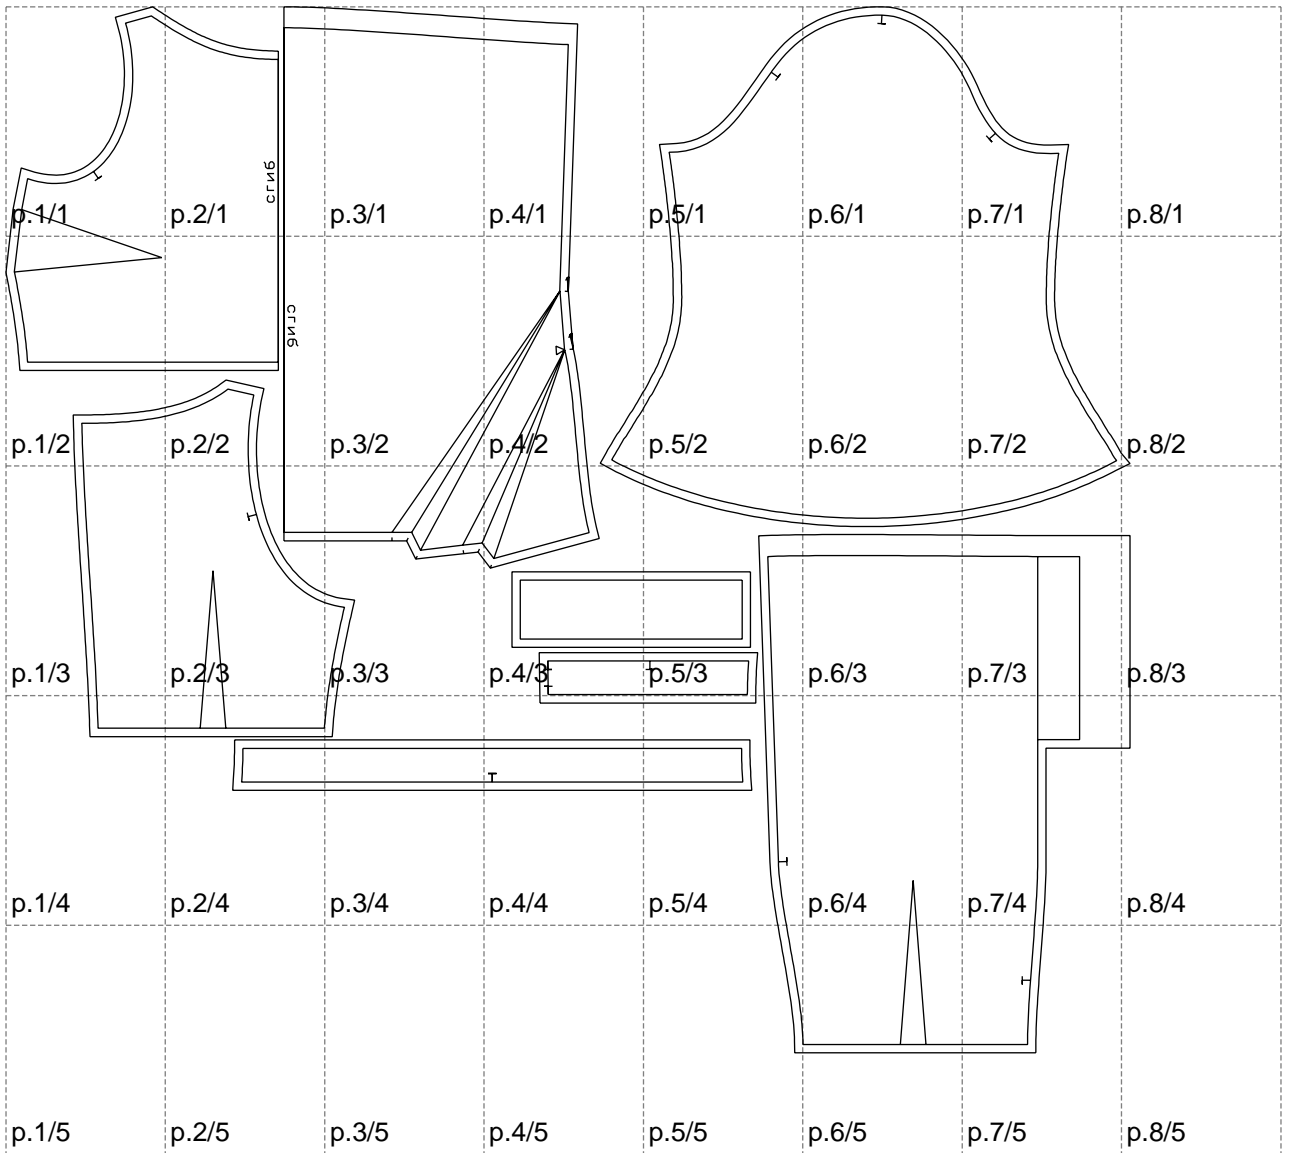 сгиб
p.1/1 p.2/1 p.3/1 p.4/1 p.5/1 p.6/1 p.7/1 p.8/1
1
сгиб
1
p.1/2 p.2/2 p.3/2 p.4/2 p.5/2 p.6/2 p.7/2 p.8/2
p.1/3 p.2/3 p.3/3 p.4/3 p.5/3 p.6/3 p.7/3 p.8/3
p.1/4 p.2/4 p.3/4 p.4/4 p.5/4 p.6/4 p.7/4 p.8/4
p.1/5 p.2/5 p.3/5 p.4/5 p.5/5 p.6/5 p.7/5 p.8/5